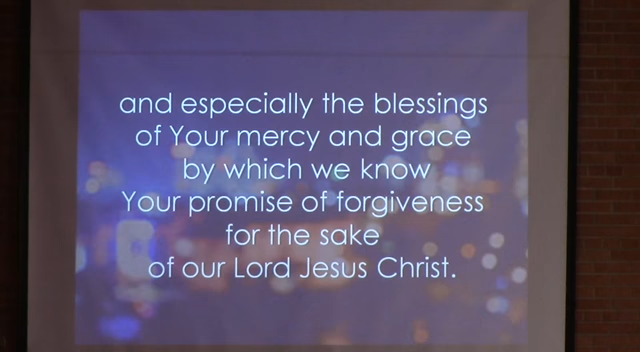 and especially the blessings
of Your mercy and grace
by which we know
Your promise of forgiveness
for the sake
of our Lord Jesus Christ.